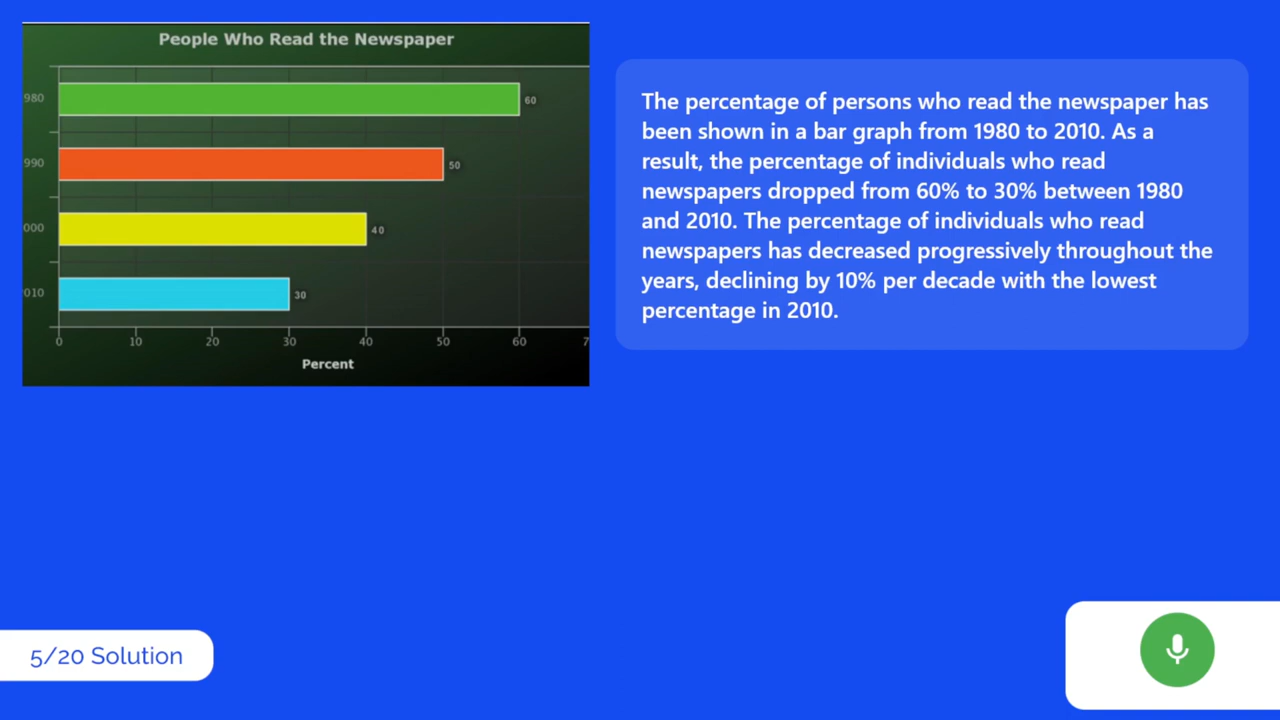 People Who Read the Newspaper
980
60
990
50
000
40
010
30
0 10 20 30 40 50 60 7
Percent
The percentage of persons who read the newspaper has
been shown in a bar graph from 1980 to 2010. As a
result, the percentage of individuals who read
newspapers dropped from 60% to 30% between 1980
and 2010. The percentage of individuals who read
newspapers has decreased progressively throughout the
years, declining by 10% per decade with the lowest
percentage in 2010.
5/20 Solution